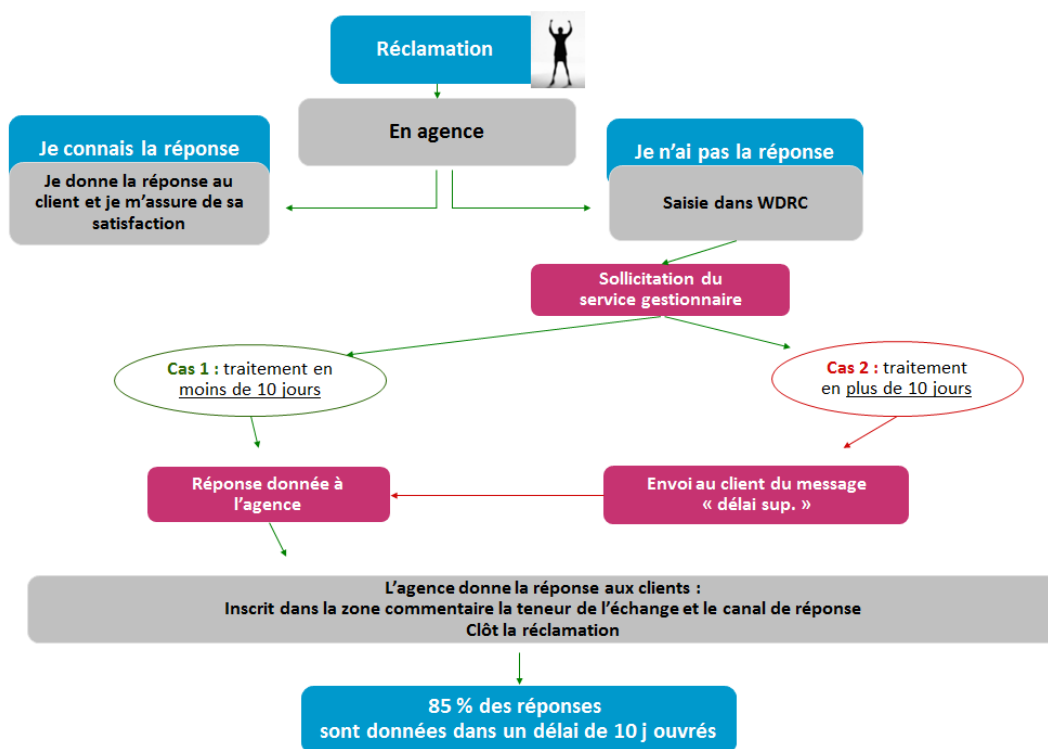 Réclamation
En agence
Je connais la réponse
Je donne la réponse au
client et je m’assure de sa
satisfaction
Je n’ai pas la réponse
Saisie dans WDRC
Sollicitation du
service gestionnaire
Cas 1 : traitement en
moins de 10 jours
Cas 2 : traitement
en plus de 10 jours
Réponse donnée à
l’agence
Envoi au client du message
« délai sup. »
L’agence donne la réponse aux clients :
Inscrit dans la zone commentaire la teneur de l’échange et le canal de réponse
Clôt la réclamation
85 % des réponses
sont données dans un délai de 10 j ouvrés